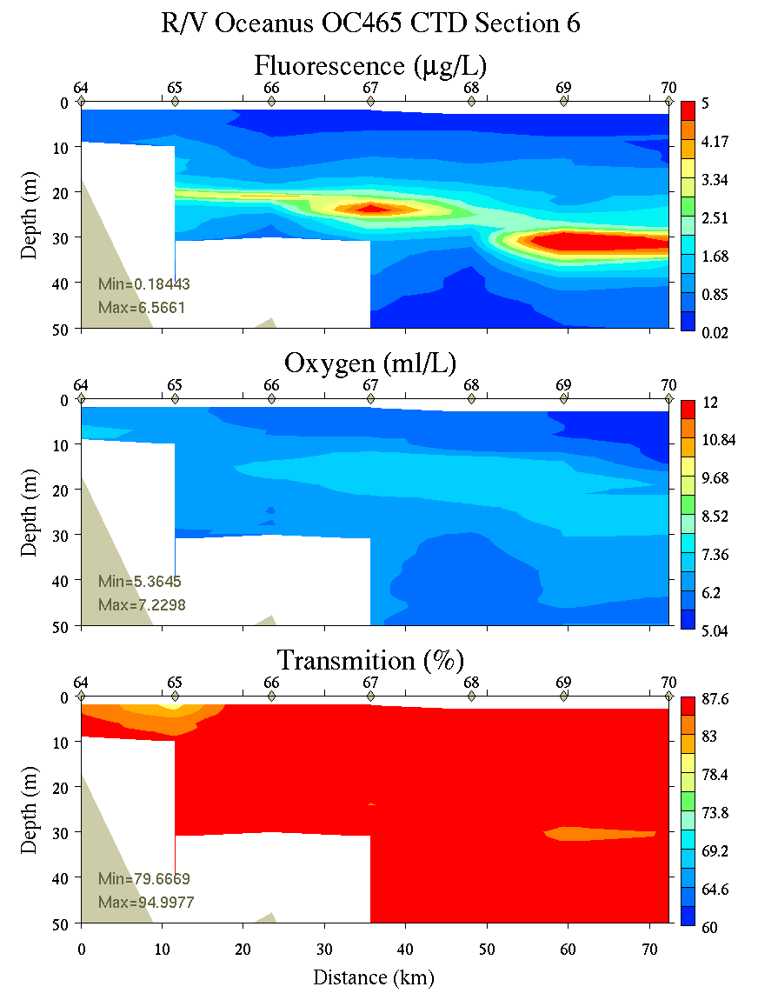 R/V Oceanus OC465 CTD Section 6
Fluorescence (μg/L)
64 65 66 67 68 69 70
0
10
20
30
40
50
Depth (m)
Min=0.18443
Max=6.5661
5
4.17
3.34
2.51
1.68
0.85
0.02
Oxygen (ml/L)
64 65 66 67 68 69 70
0
10
20
30
40
50
Depth (m)
Min=5.3645
Max=7.2298
12
10.84
9.68
8.52
7.36
6.2
5.04
Transmition (%)
64 65 66 67 68 69 70
0
10
20
30
40
50
Depth (m)
Min=79.6669
Max=94.9977
87.6
83
78.4
73.8
69.2
64.6
60
0 10 20 30 40 50 60 70
Distance (km)